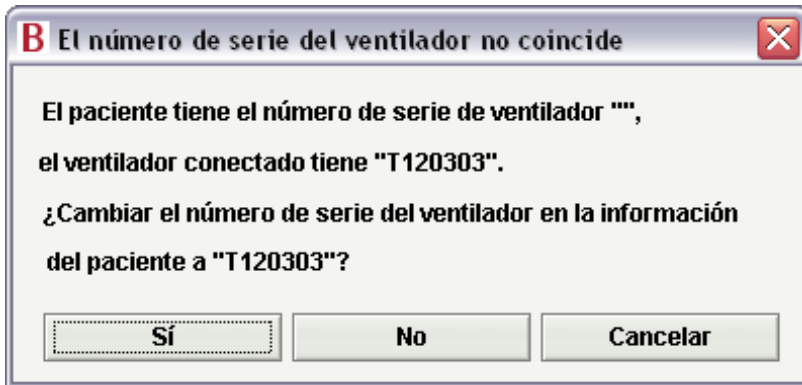 B El número de serie del ventilador no coincide
El paciente tiene el número de serie de ventilador "",
el ventilador conectado tiene "T120303".
¿Cambiar el número de serie del ventilador en la información
del paciente a "T120303"?
Sí No Cancelar